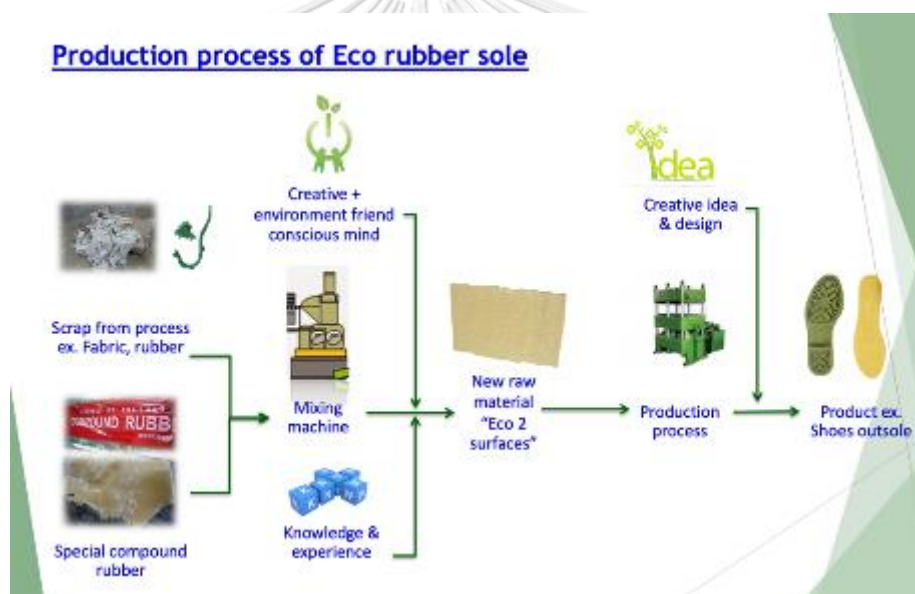 Production process of Eco rubber sole
Creative +
environment friend
conscious mind
idea
Creative idea
& design
Scrap from process
ex. Fabric, rubber
COMPOUND RUBB
Mixing
machine
New raw
material
“Eco 2
surfaces”
Production
process
Product ex.
Shoes outsole
Knowledge &
experience
Special compound
rubber